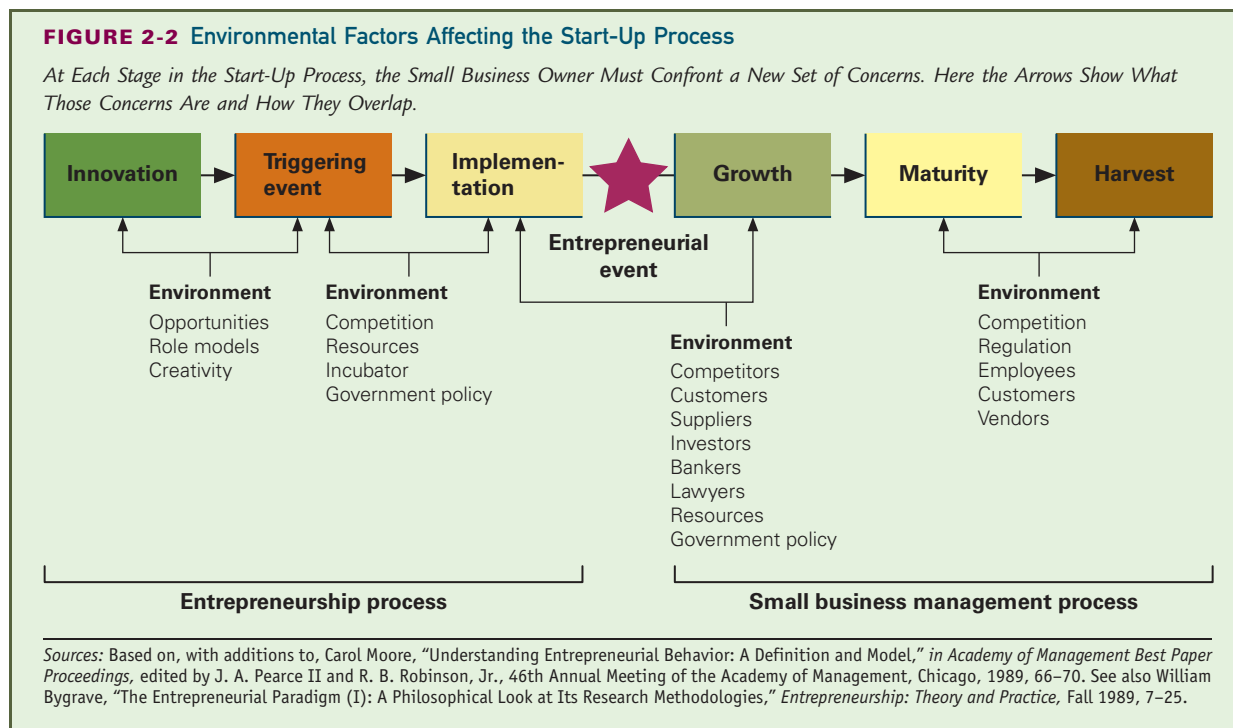 FIGURE 2-2 Environmental Factors Affecting the Start-Up Process
At Each Stage in the Start-Up Process, the Small Business Owner Must Confront a New Set of Concerns. Here the Arrows Show What
Those Concerns Are and How They Overlap.
Innovation
Triggering
event
Implemen-
tation
Growth
Maturity
Harvest
Entrepreneurial
event
Environment
Opportunities
Role models
Creativity
Environment
Competition
Resources
Incubator
Government policy
Environment
Competitors
Customers
Suppliers
Investors
Bankers
Lawyers
Resources
Government policy
Environment
Competition
Regulation
Employees
Customers
Vendors
Entrepreneurship process
Small business management process
Sources: Based on, with additions to, Carol Moore, “Understanding Entrepreneurial Behavior: A Definition and Model,” in Academy of Management Best Paper
Proceedings, edited by J. A. Pearce II and R. B. Robinson, Jr., 46th Annual Meeting of the Academy of Management, Chicago, 1989, 66–70. See also William
Bygrave, “The Entrepreneurial Paradigm (I): A Philosophical Look at Its Research Methodologies,” Entrepreneurship: Theory and Practice, Fall 1989, 7–25.